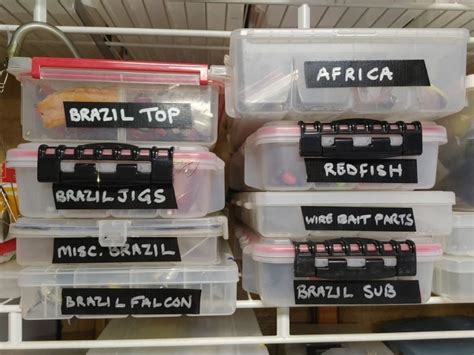 BRAZIL TOP
BRAZIL JIGS
MISC. BRAZIL
BRAZIL FALCON
AFRICA
REDFISH
WIRE BAIT PARTS
BRAZIL SUB